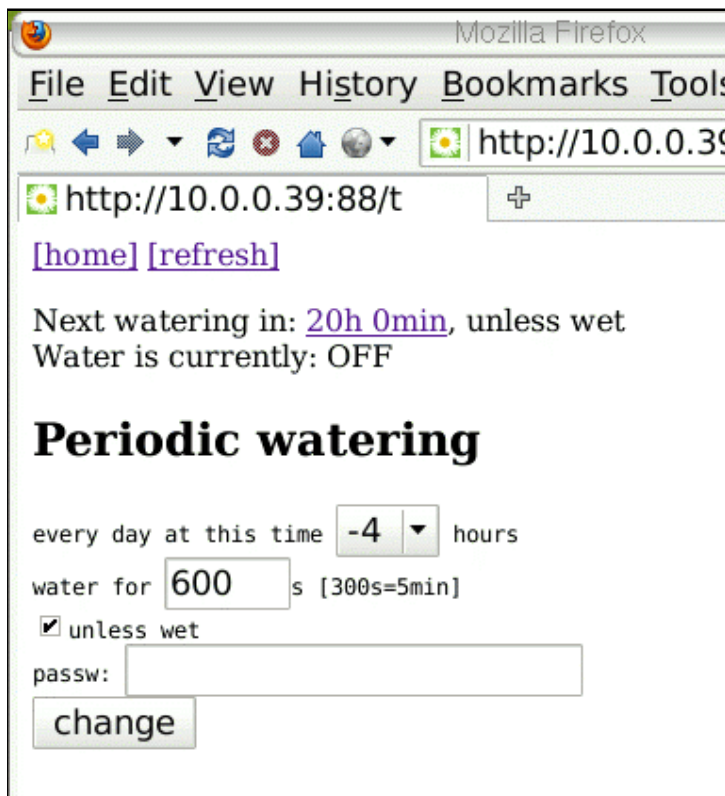 Mozilla Firefox
File Edit View History Bookmarks Tools
http://10.0.0.39
http://10.0.0.39:88/t
[home] [refresh]
Next watering in: 20h 0min, unless wet
Water is currently: OFF
Periodic watering
every day at this time -4 hours
water for 600 s [300s=5min]
unless wet
passw:
change